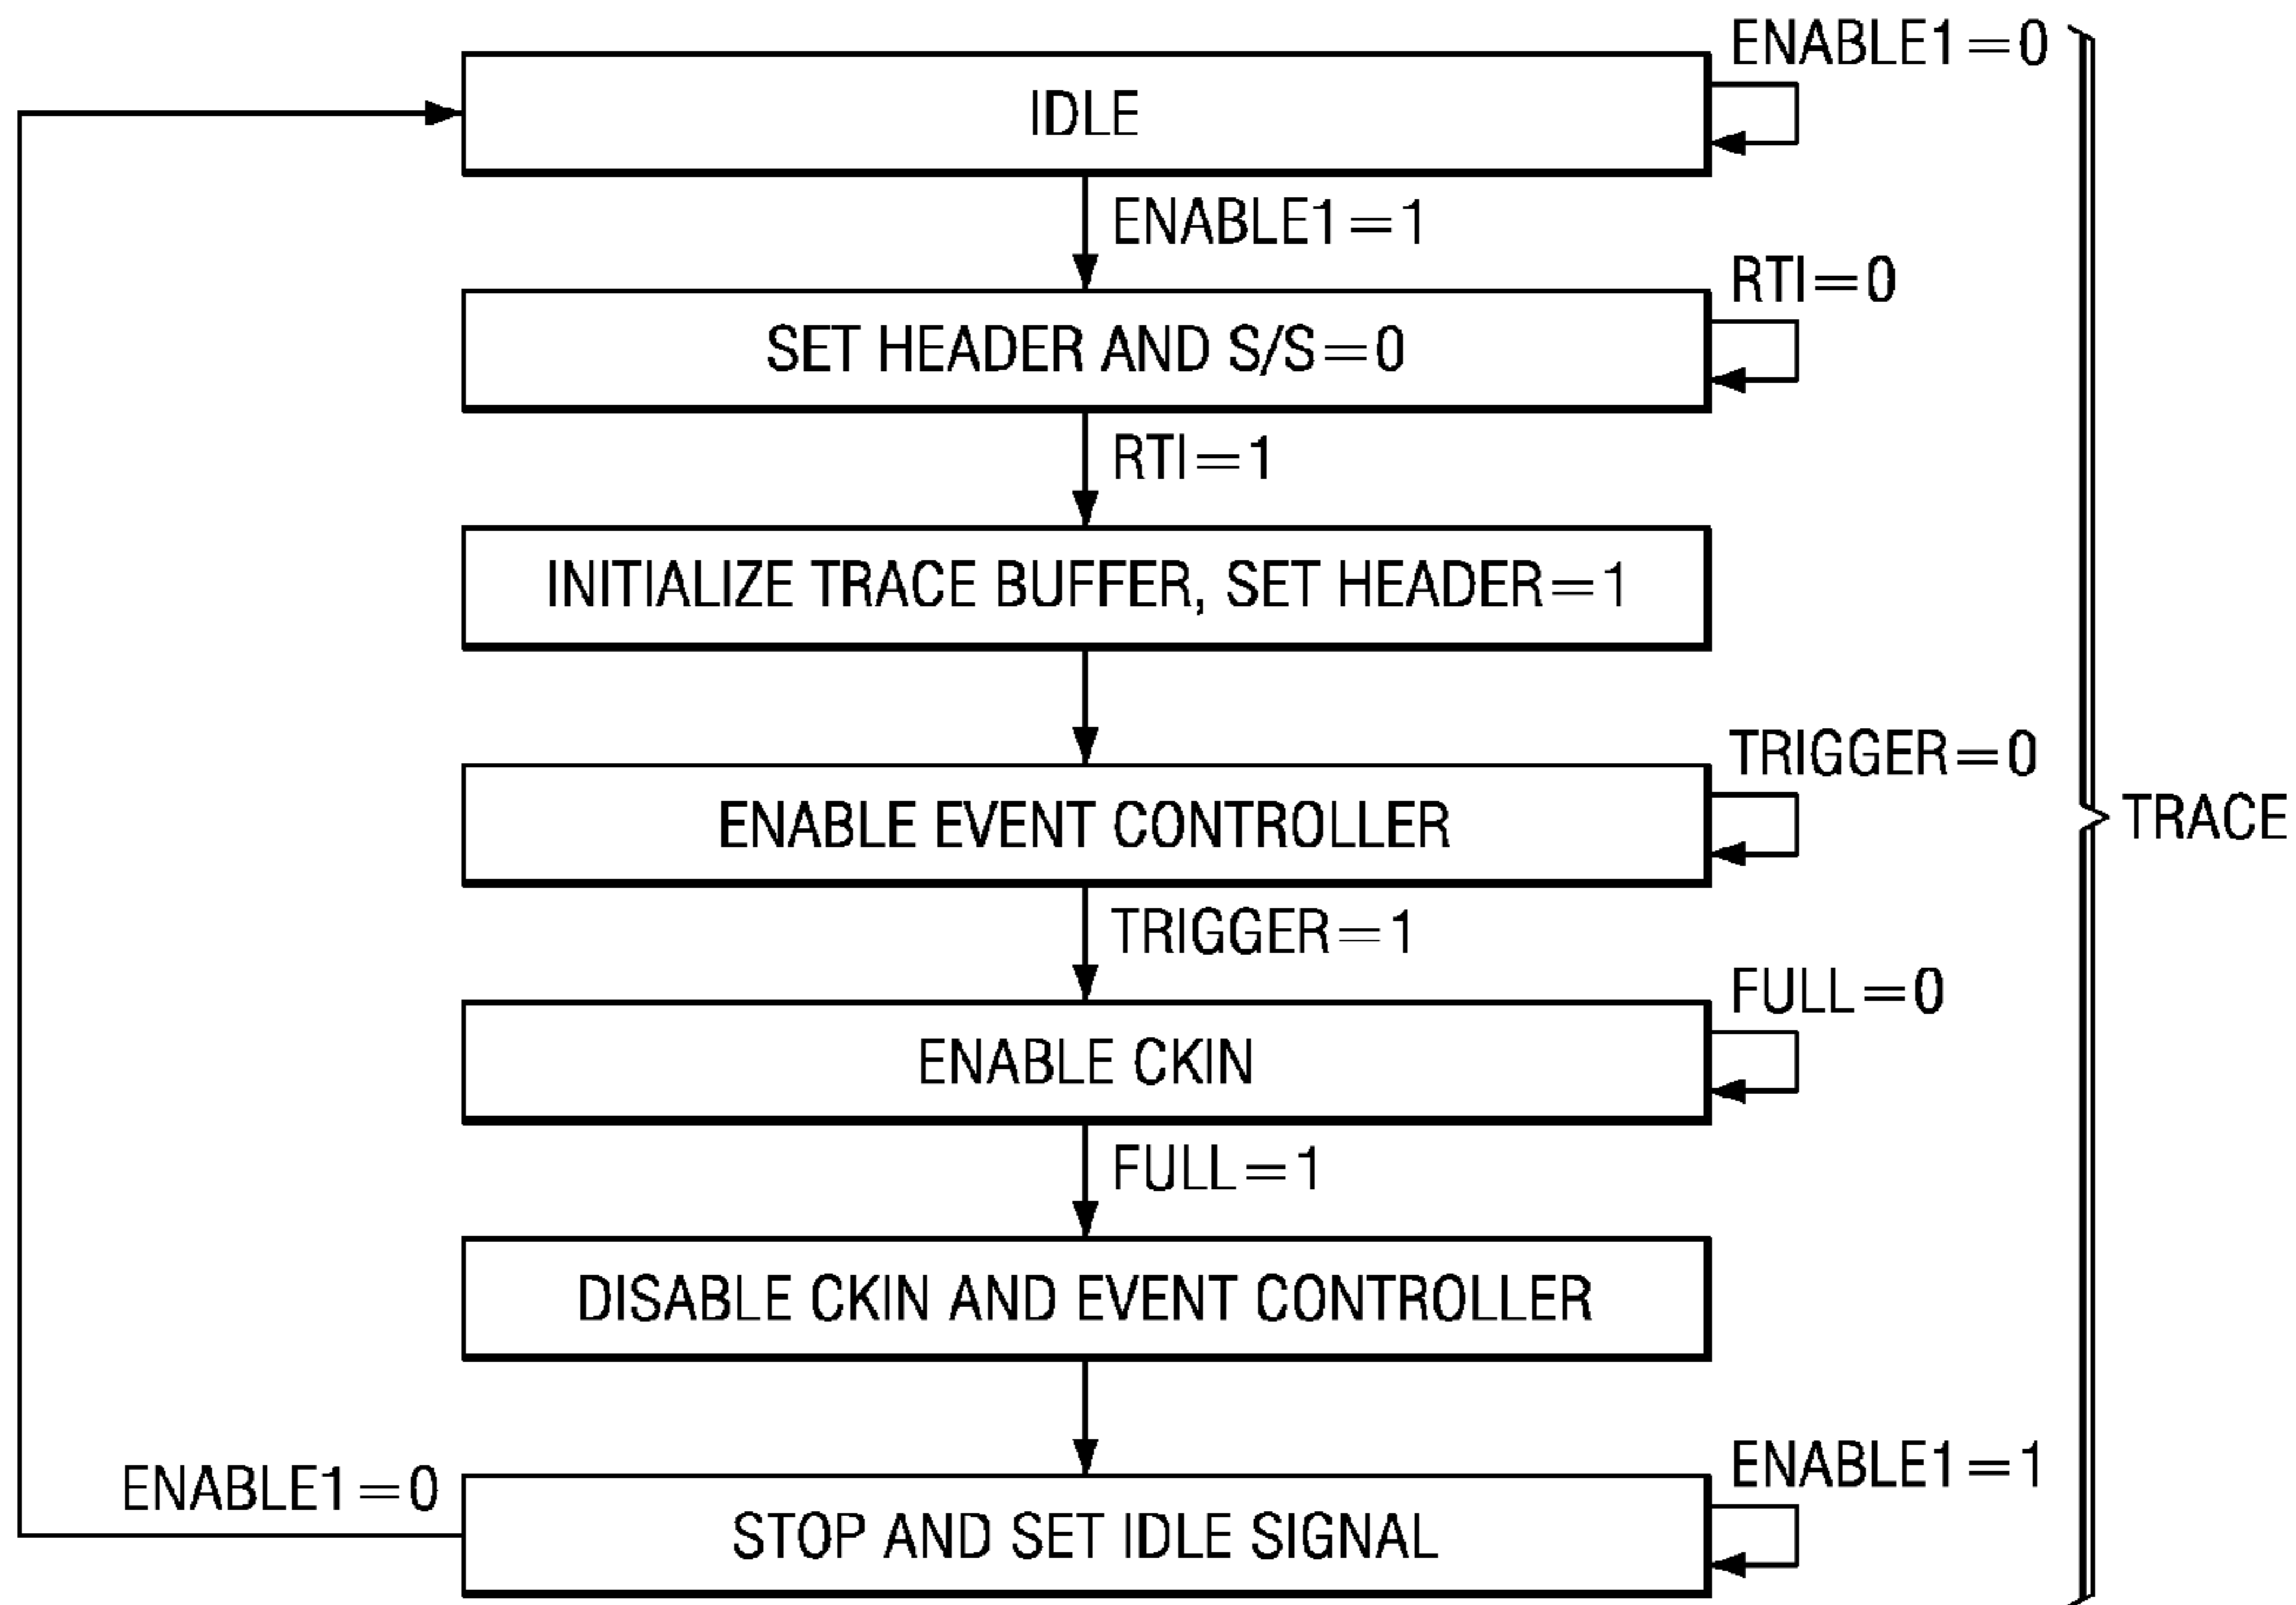 ENABLE1=0
IDLE
ENABLE1=1
RTI=0
SET HEADER AND S/S=0
RTI=1
INITIALIZE TRACE BUFFER, SET HEADER=1
TRIGGER=0
TRACE
ENABLE EVENT CONTROLLER
TRIGGER=1
FULL=0
ENABLE CKIN
FULL=1
DISABLE CKIN AND EVENT CONTROLLER
ENABLE1=1
ENABLE1=0
STOP AND SET IDLE SIGNAL